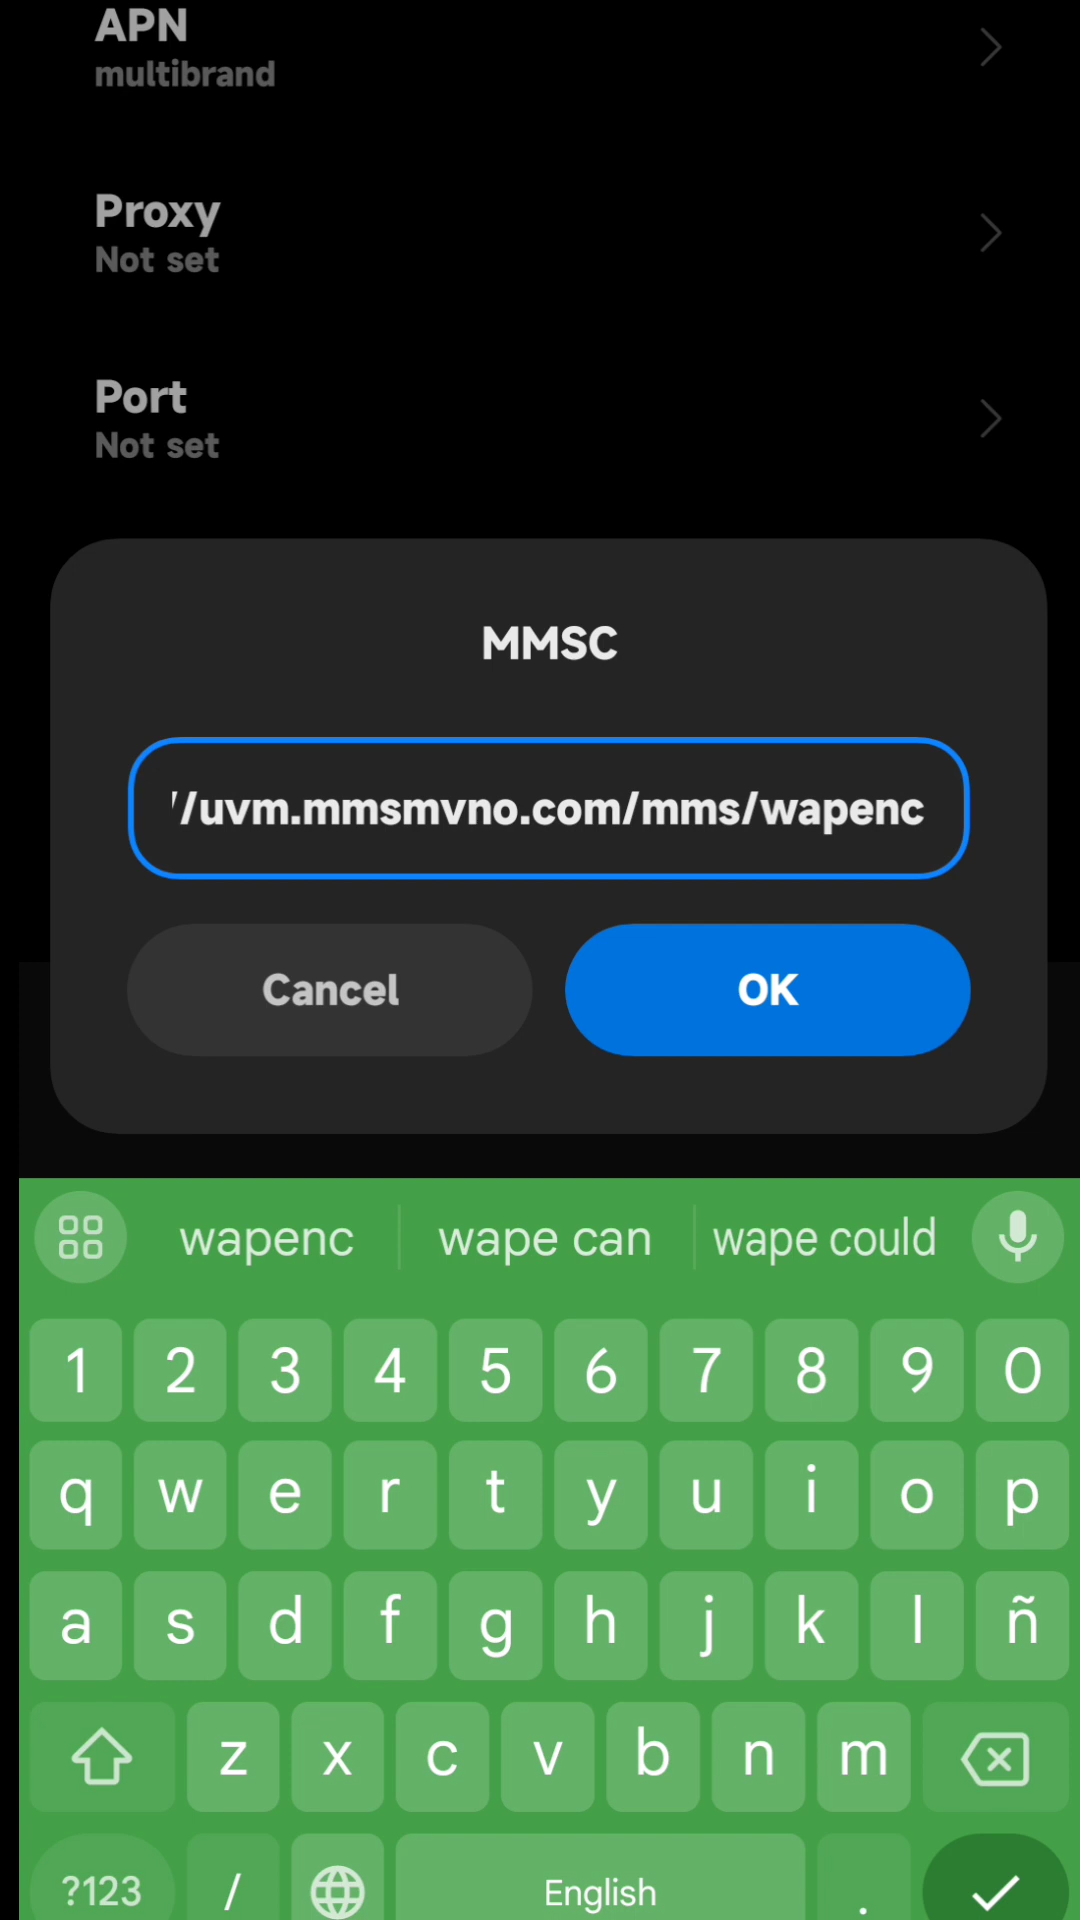 APN
multibrand
Proxy
Not set
Port
Not set
MMSC
//uvm.mmsmvno.com/mms/wapenc
Cancel OK
wapenc wape can wape could
1 2 3 4 5 6 7 8 9 0
q w e r t y u i o p
a s d f g h j k l ñ
z x c v b n m
?123 / English .